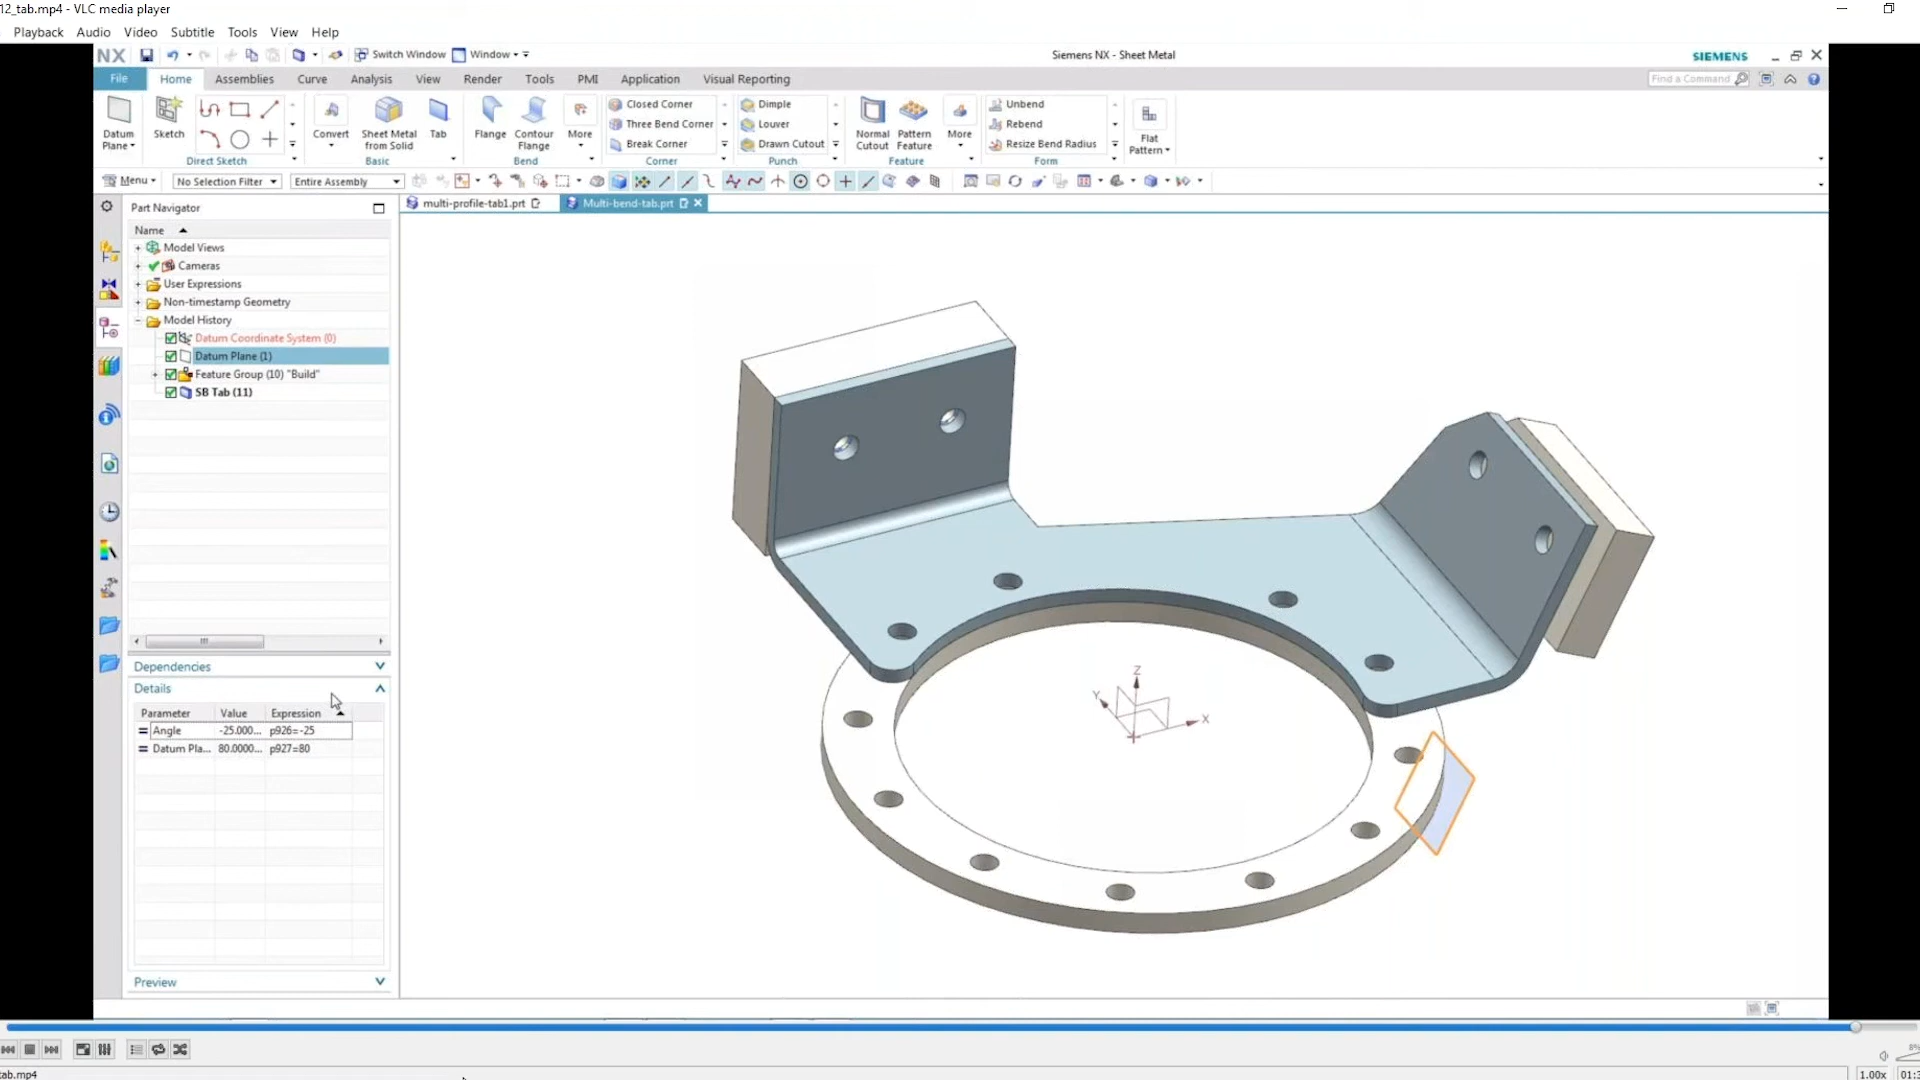 12_tab.mp4 - VLC media player
Playback Audio Video Subtitle Tools View Help
NX Switch Window Window Siemens NX - Sheet Metal SIEMENS
File Home Assemblies Curve Analysis View Render Tools PMI Application Visual Reporting Find a Command
Closed Corner Dimple Unbend
Three Bend Corner Louver Rebend
Break Corner Drawn Cutout Resize Bend Radius
Datum Plane Sketch Convert Sheet Metal from Solid Tab Flange Contour Flange More Normal Cutout Pattern Feature More Flat Pattern
Direct Sketch Basic Bend Corner Punch Feature Form
Menu No Selection Filter Entire Assembly
Part Navigator multi-profile-tab1.prt Multi-bend-tab.prt
Name
Model Views
Cameras
User Expressions
Non-timestamp Geometry
Model History
Datum Coordinate System (0)
Datum Plane (1)
Feature Group (10) "Build"
SB Tab (11)
Z
Y
X
Dependencies
Details
Parameter Value Expression
Angle -25.000... p926=-25
Datum Pla... 80.0000... p927=80
Preview
8%
tab.mp4 1.00x